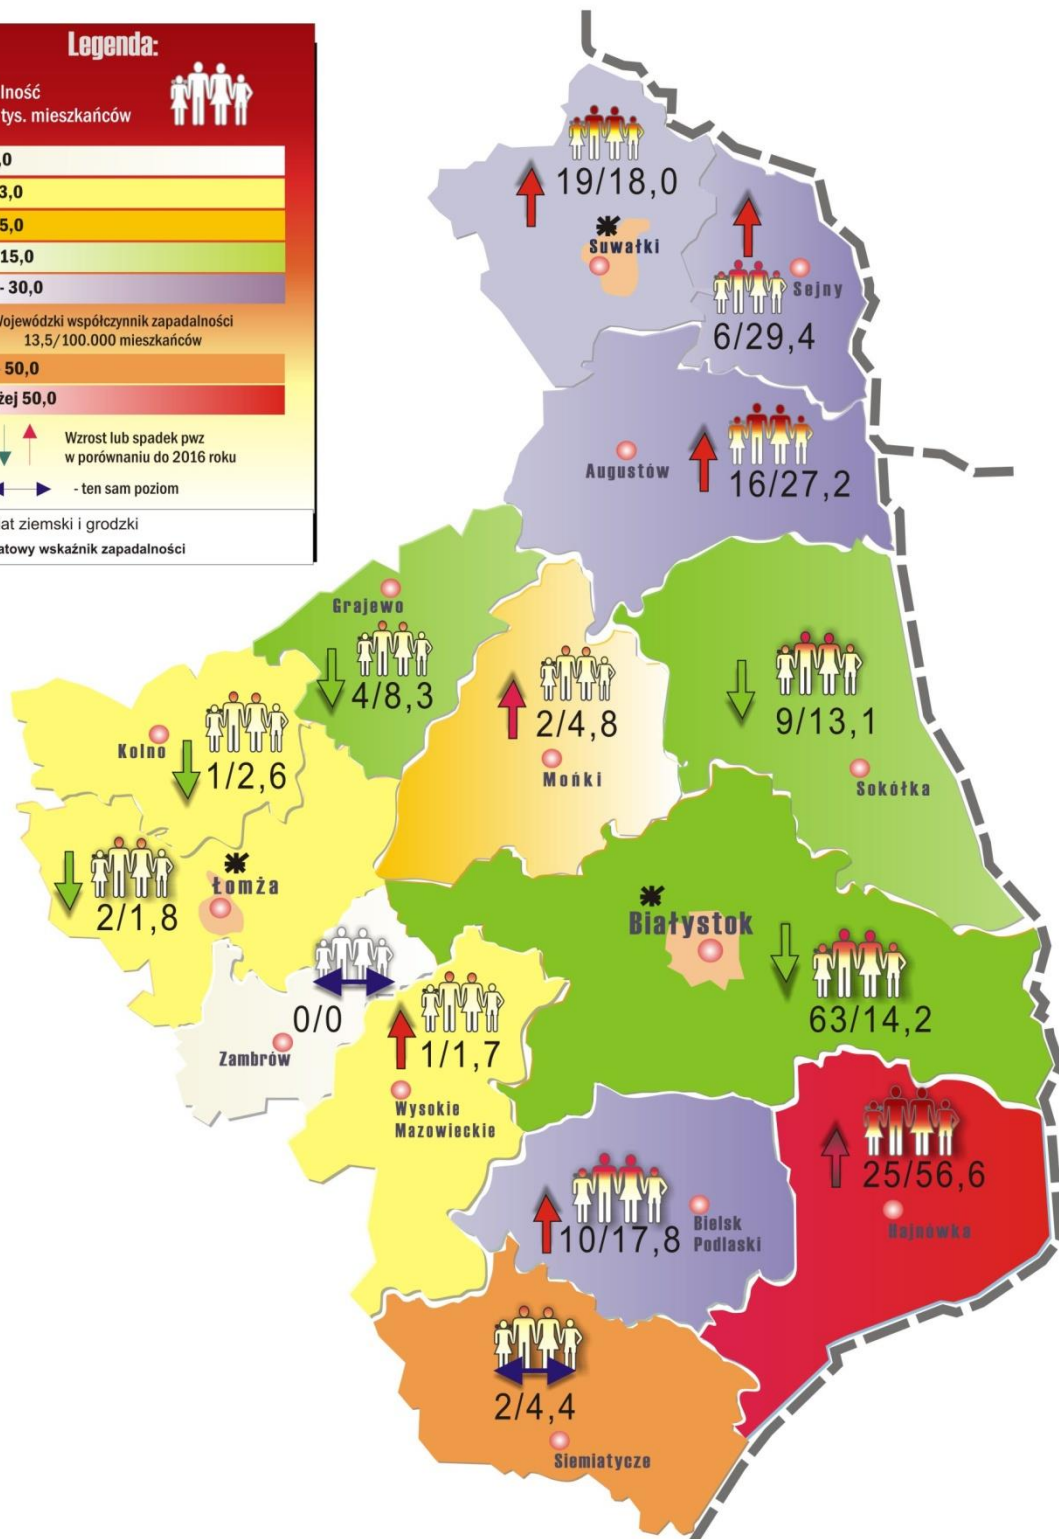 Legenda:
lność
tys. mieszkańców
,0
3,0
5,0
15,0
- 30,0
Wojewódzki współczynnik zapadalności
13,5/100.000 mieszkańców
- 50,0
żej 50,0
Wzrost lub spadek pwz
w porównaniu do 2016 roku
- ten sam poziom
iat ziemski i grodzki
atowy wskaźnik zapadalności
19/18,0
Suwałki
Sejny
6/29,4
Augustów
16/27,2
Grajewo
4/8,3
2/4,8
Mońki
9/13,1
Sokółka
Kolno
1/2,6
Łomża
2/1,8
Białystok
63/14,2
0/0
Zambrów
1/1,7
Wysokie
Mazowieckie
25/56,6
Hajnówka
10/17,8
Bielsk
Podlaski
2/4,4
Siemiatycze